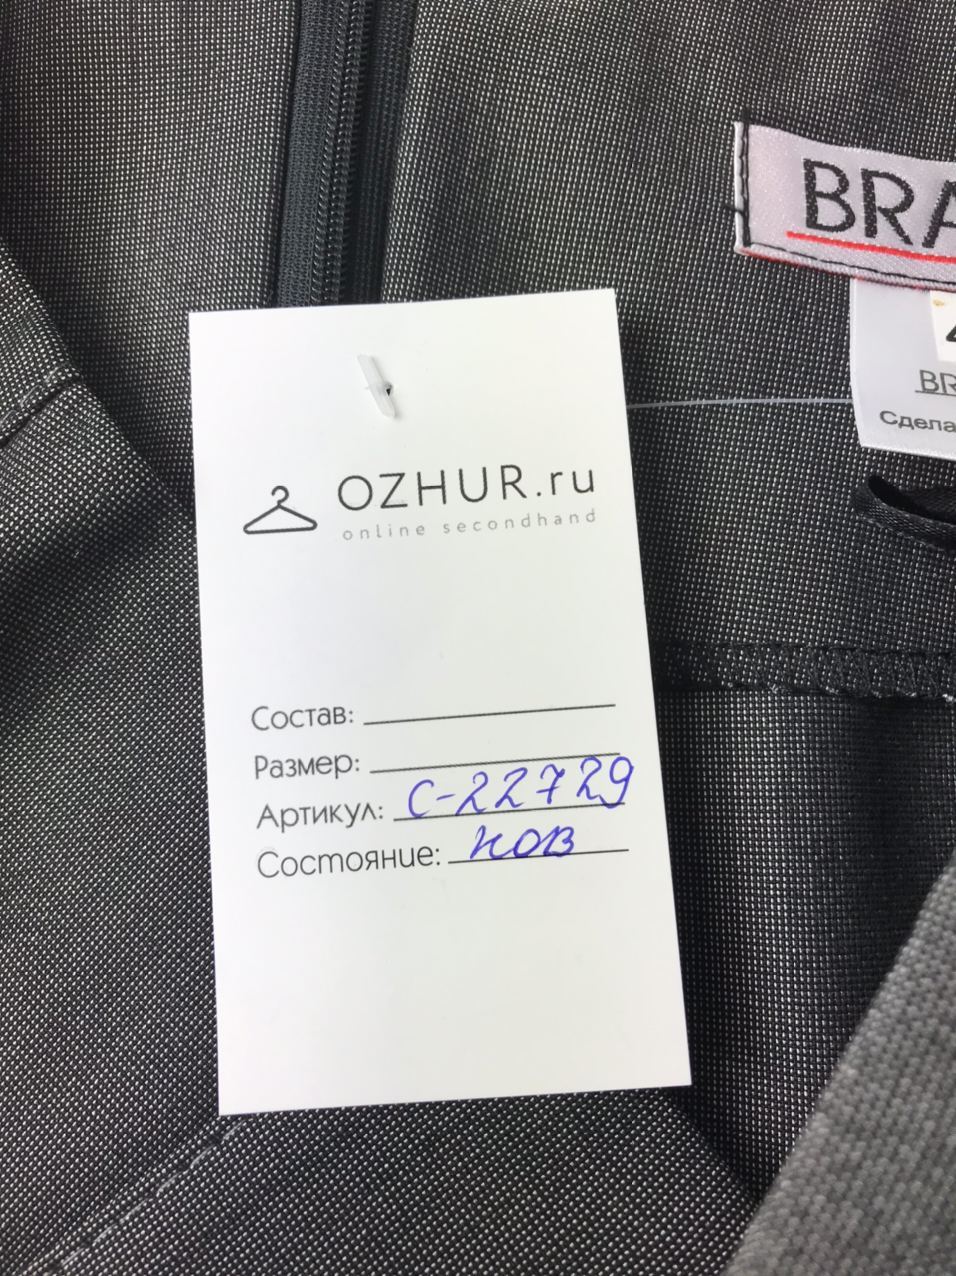 BRA
BR
Сдела
OZHUR.ru
online secondhand
Состав:
Размер:
Артикул: С-22729
Состояние: нов